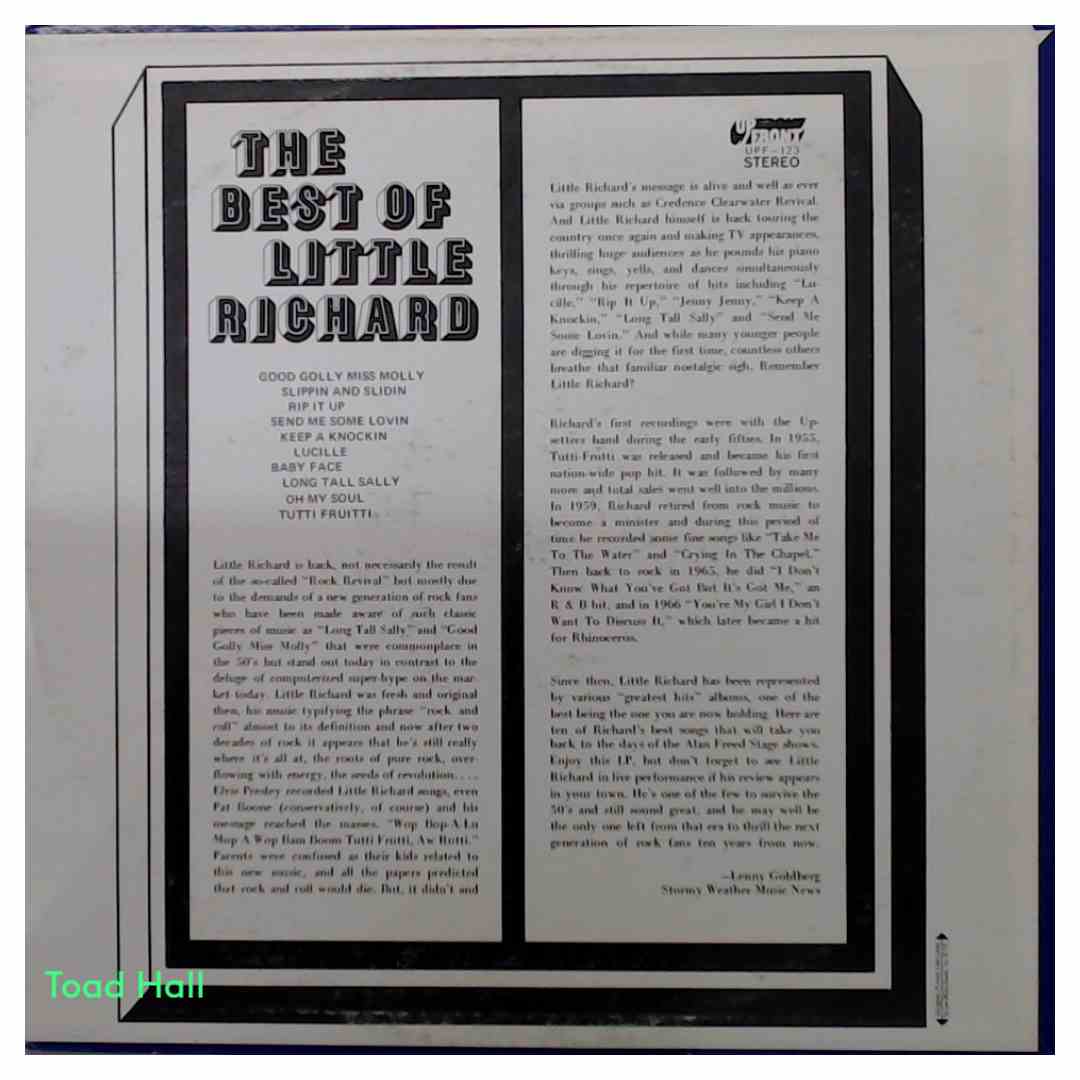 THE
BEST OF
LITTLE
RICHARD
GOOD GOLLY MISS MOLLY
SLIPPIN AND SLIDIN
RIP IT UP
SEND ME SOME LOVIN
KEEP A KNOCKIN
LUCILLE
BABY FACE
LONG TALL SALLY
OH MY SOUL
TUTTI FRUITTI
Little Richard is back, not necessarily the result
of the so-called "Rock Revival" but mostly due
to the demands of a new generation of rock fans
who have been made aware of such classic
pieces of music as "Long Tall Sally" and "Good
Golly Miss Molly" that were commonplace in
the 50's but stand out today in contrast to the
deluge of computerized super-hype on the mar-
ket today. Little Richard was fresh and original
then, his music typifying the phrase "rock and
roll" almost to its definition and now after two
decades of rock it appears that he's still really
where it's all at, the roots of pure rock, over-
flowing with energy, the seeds of revolution. . . .
Elvis Presley recorded Little Richard songs, even
Pat Boone (conservatively, of course) and his
message reached the masses. "Wop Bop A Lu
Mop A Wop Bam Boom Tutti Frutti, Aw Rutti."
Parents were confused as their kids related to
this new music, and all the papers predicted
that rock and roll would die. But, it didn't and
UP FRONT
UPF-123
STEREO
Little Richard's message is alive and well as ever
via groups such as Credence Clearwater Revival.
And Little Richard himself is back touring the
country once again and making TV appearances,
thrilling huge audiences as he pounds his piano
keys, sings, yells, and dances simultaneously
through his repertoire of hits including "Lu-
cille," "Rip It Up," "Jenny Jenny," "Keep A
Knockin," "Long Tall Sally" and "Send Me
Some Lovin." And while many younger people
are digging it for the first time, countless others
breathe that familiar nostalgic sigh, Remember
Little Richard?
Richard's first recordings were with the Up-
setters band during the early fifties. In 1955,
Tutti-Frutti was released and became his first
nation-wide pop hit. It was followed by many
more and total sales went well into the millions.
In 1959, Richard retired from rock music to
become a minister and during this period of
time he recorded some fine songs like "Take Me
To The Water" and "Crying In The Chapel."
Then back to rock in 1965, he did "I Don't
Know What You've Got But It's Got Me," an
R & B hit, and in 1966 "You're My Girl I Don't
Want To Discuss It," which later became a hit
for Rhinoceros.
Since then, Little Richard has been represented
by various "greatest hits" albums, one of the
best being the one you are now holding. Here are
ten of Richard's best songs that will take you
back to the days of the Alan Freed Stage shows.
Enjoy this LP, but don't forget to see Little
Richard in live performance if his review appears
in your town. He's one of the few to survive the
50's and still sound great, and he may well be
the only one left from that era to thrill the next
generation of rock fans ten years from now.
—Lenny Goldberg
Stormy Weather Music News
Toad Hall